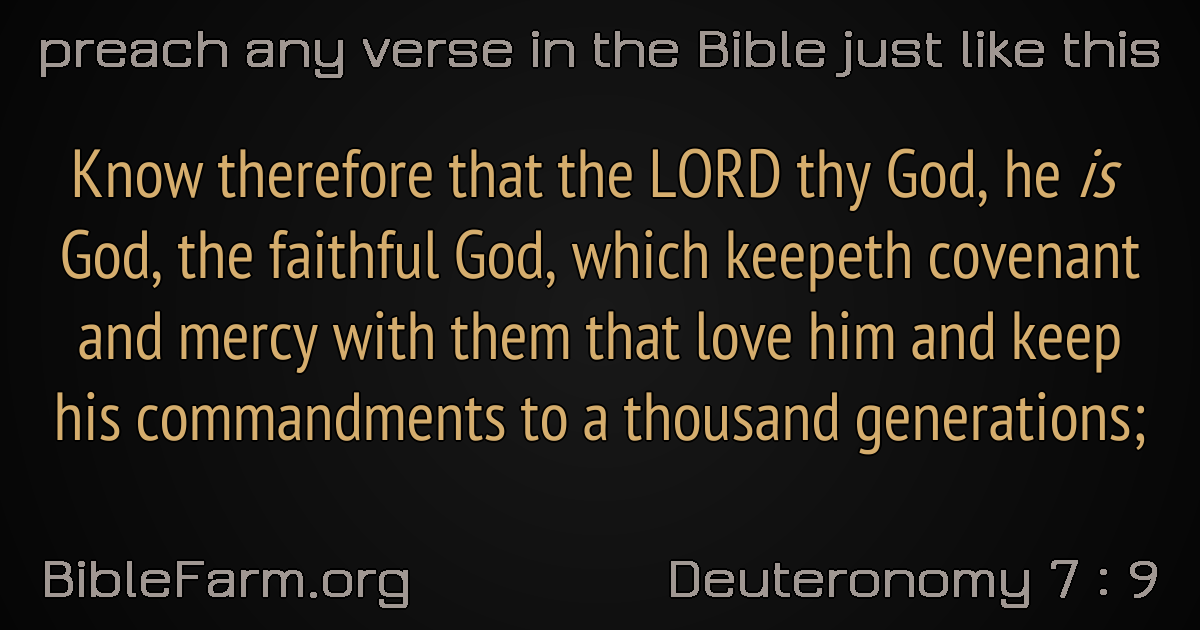 preach any verse in the Bible just like this
Know therefore that the LORD thy God, he is
God, the faithful God, which keepeth covenant
and mercy with them that love him and keep
his commandments to a thousand generations;
BibleFarm.org
Deuteronomy 7 : 9